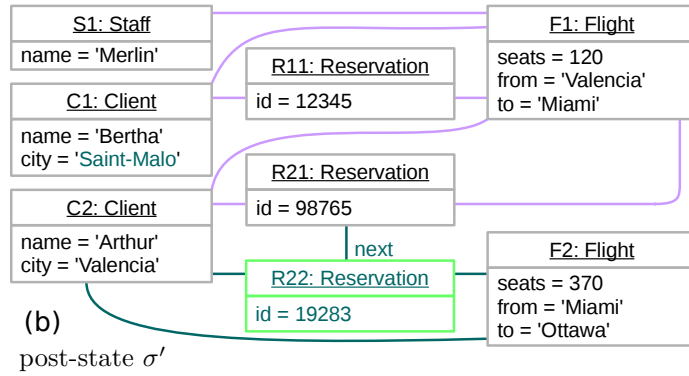 S1: Staff
name = 'Merlin'
C1: Client
name = 'Bertha'
city = 'Saint-Malo'
C2: Client
name = 'Arthur'
city = 'Valencia'
R11: Reservation
id = 12345
R21: Reservation
id = 98765
next
R22: Reservation
id = 19283
F1: Flight
seats = 120
from = 'Valencia'
to = 'Miami'
F2: Flight
seats = 370
from = 'Miami'
to = 'Ottawa'
(b)
post-state σ′